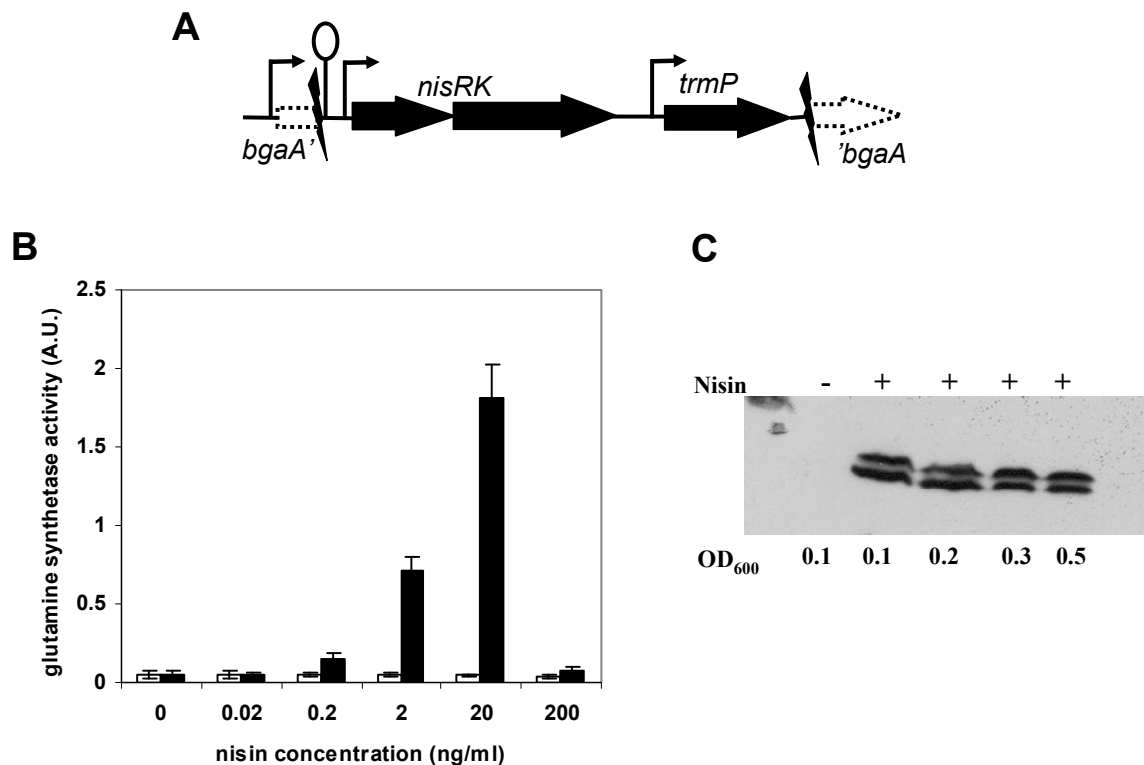 A
nisRK
trmP
bgaA'
'bgaA
B
glutamine synthetase activity (A.U.)
2.5
2
1.5
1
0.5
0
0 0.02 0.2 2 20 200
nisin concentration (ng/ml)
C
Nisin - + + + +
OD600 0.1 0.1 0.2 0.3 0.5